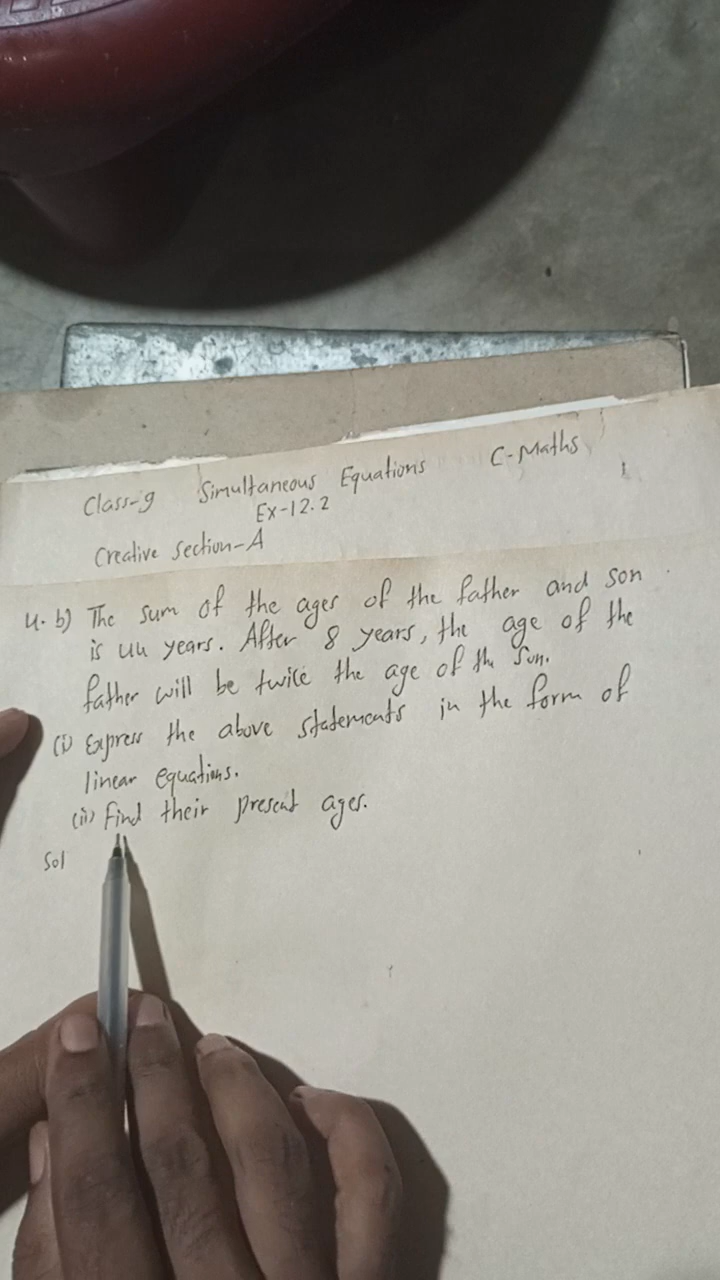 Class-9 Simultaneous Equations C-Maths
Ex-12.2
Creative Section-A
4. b) The sum of the ages of the father and son
is 44 years. After 8 years, the age of the
father will be twice the age of the son.
(i) Express the above statements in the form of
linear equations.
(ii) Find their present ages.
Sol